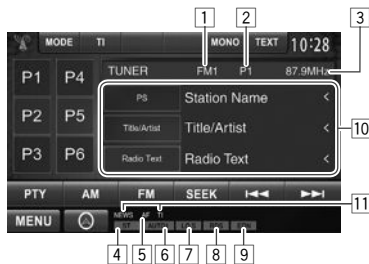 1 2 3
MODE TI MONO TEXT 10:28
P1 P4 TUNER FM1 P1 87.9MHz
PS Station Name <
P2 P5 Title/Artist Title/Artist < 10
P3 P6 Radio Text Radio Text <
PTY AM FM SEEK
11
MENU NEWS AF TI
ST
4 5 6 7 8 9